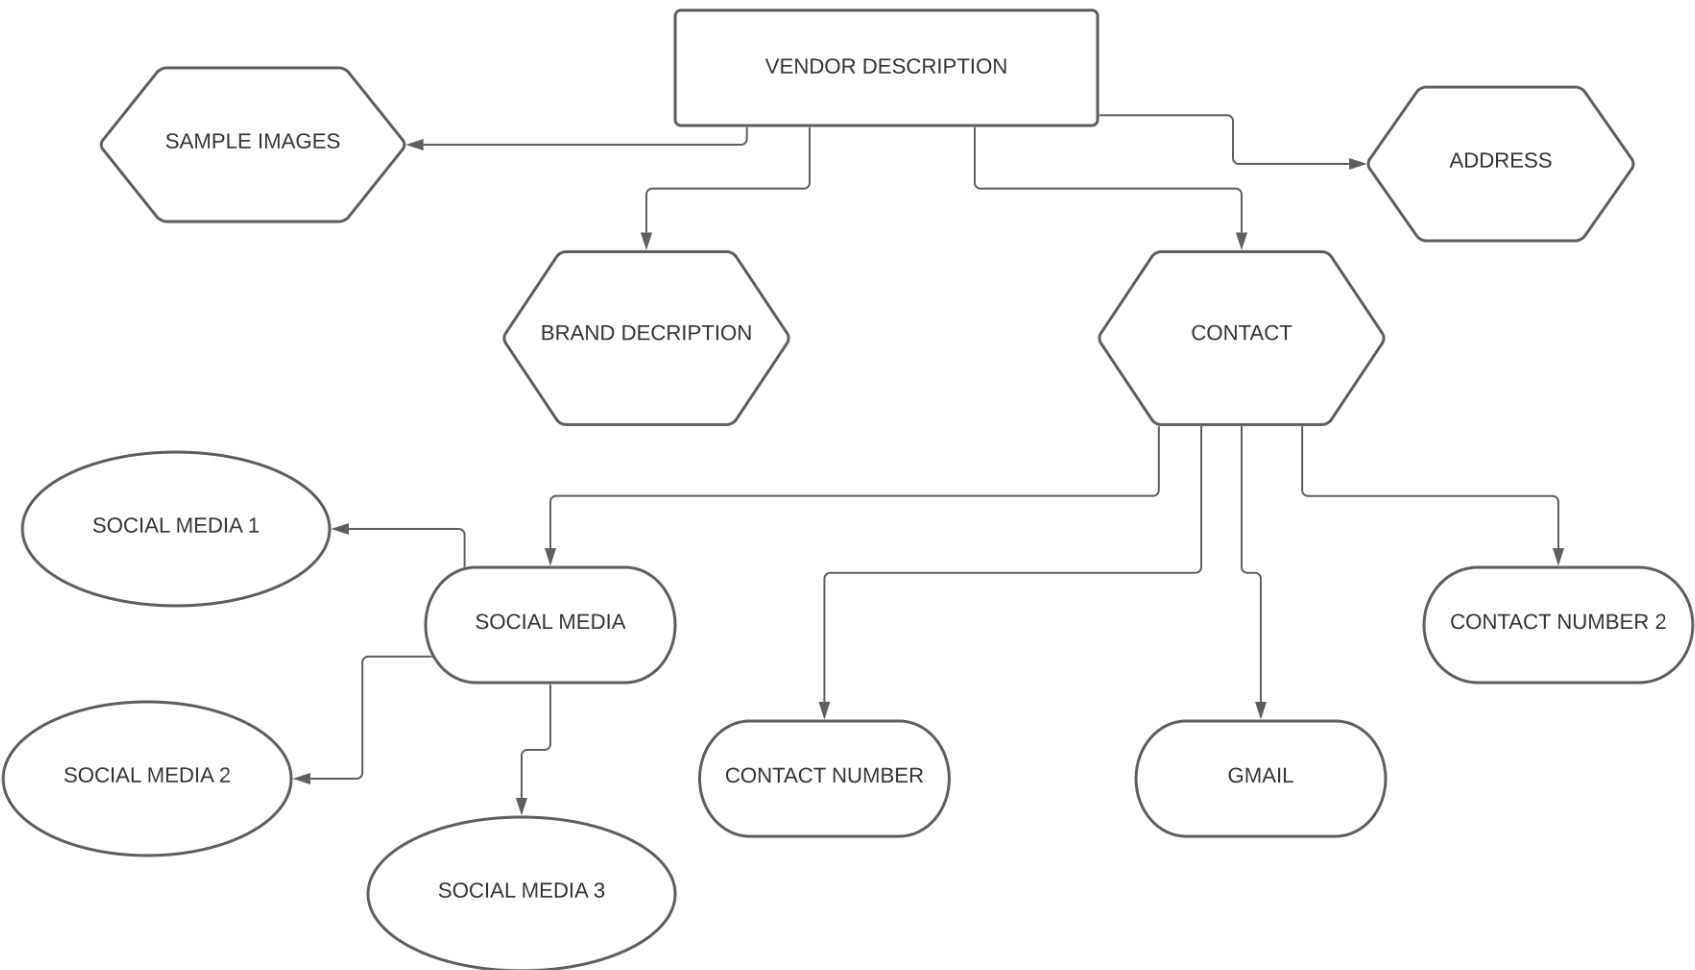 VENDOR DESCRIPTION
SAMPLE IMAGES
ADDRESS
BRAND DECRIPTION
CONTACT
SOCIAL MEDIA 1
SOCIAL MEDIA
CONTACT NUMBER 2
SOCIAL MEDIA 2
CONTACT NUMBER
GMAIL
SOCIAL MEDIA 3